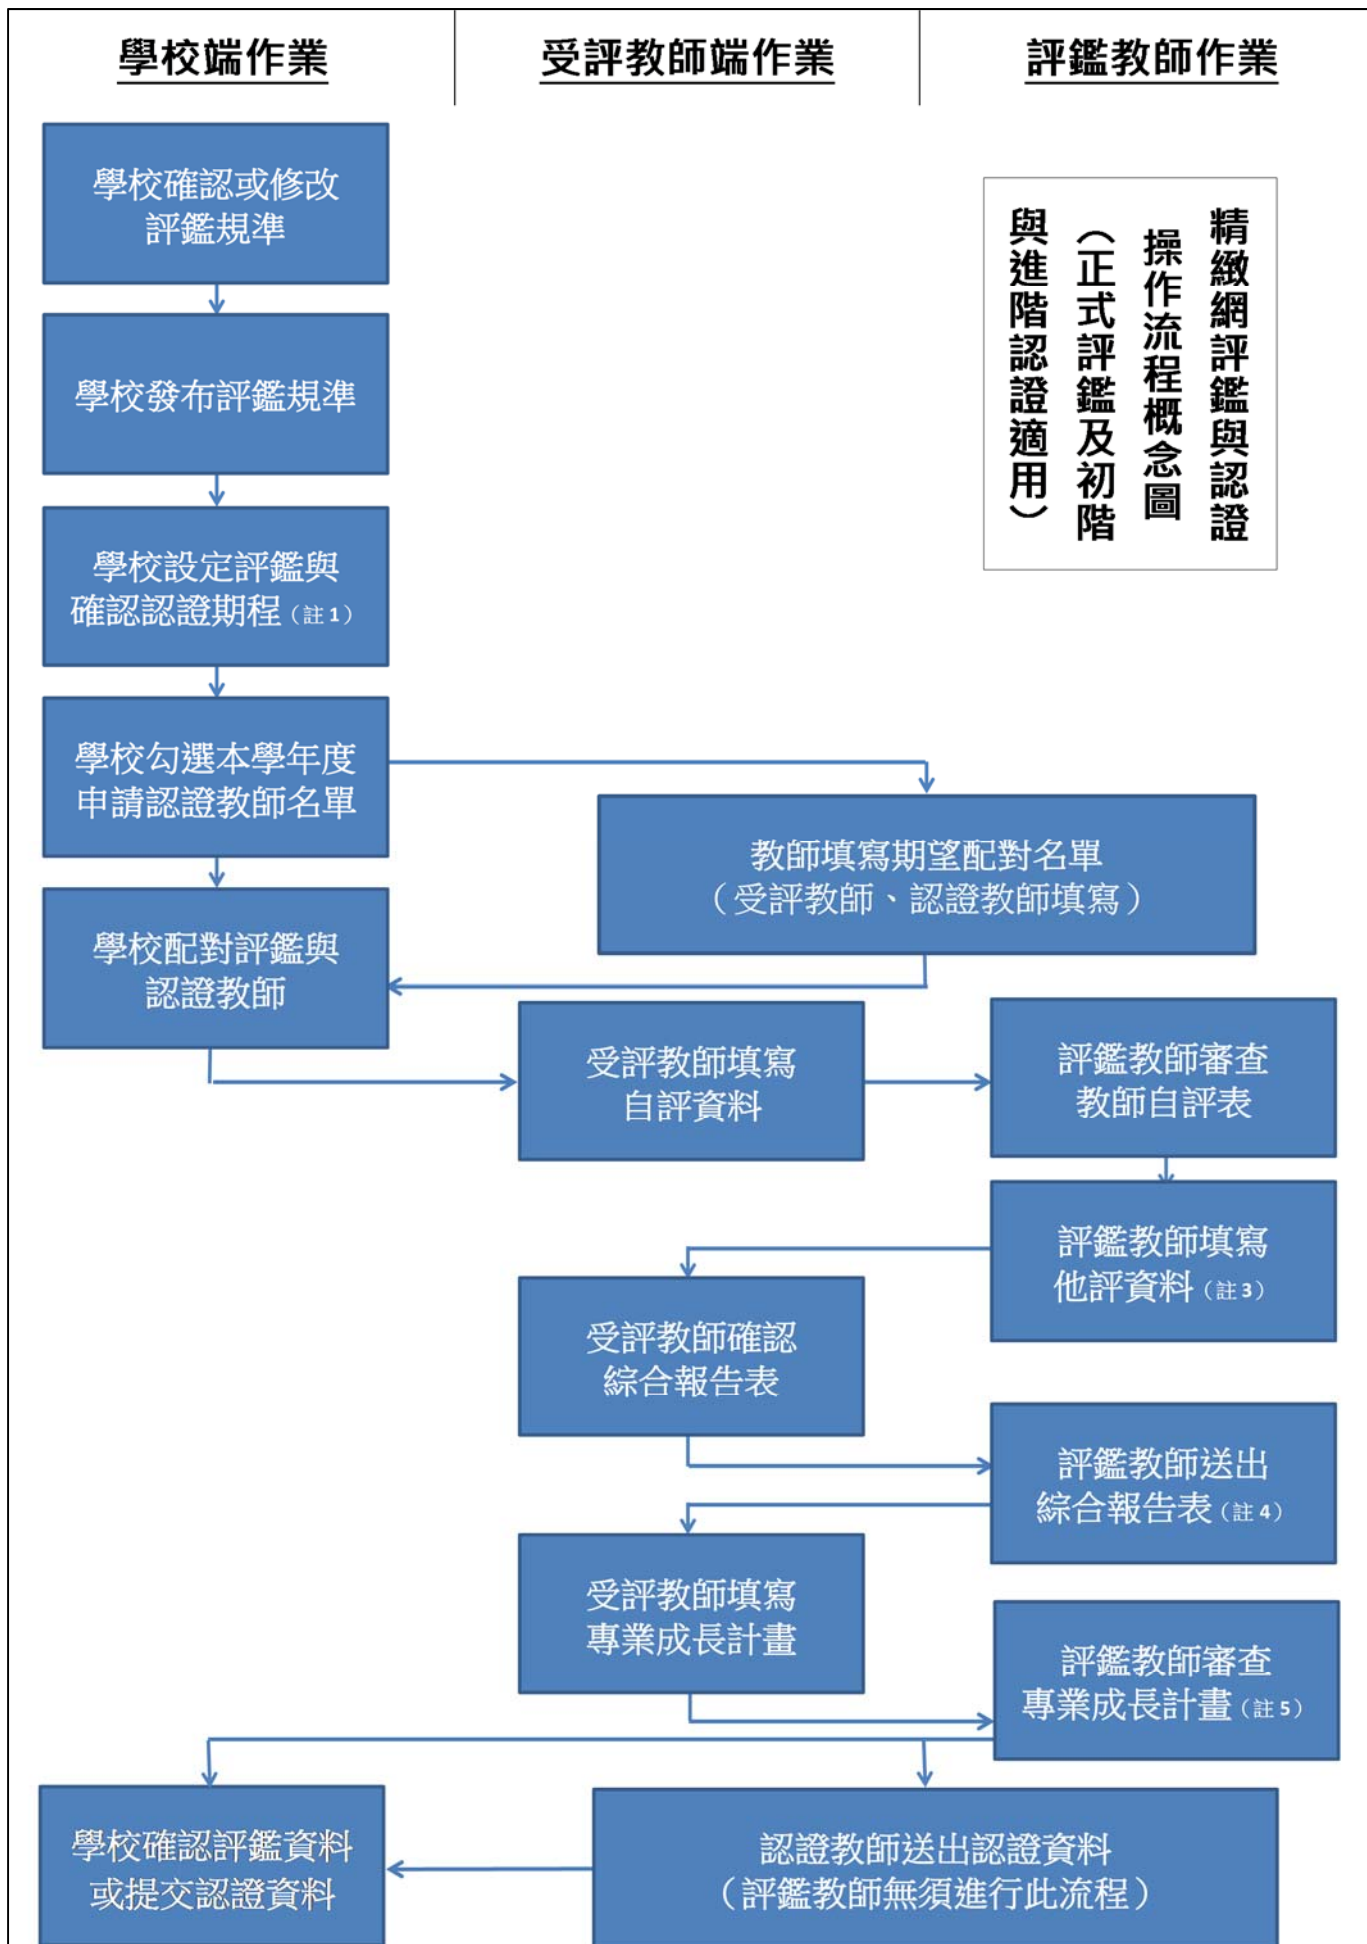 學校端作業
受評教師端作業
評鑑教師作業
精緻網評鑑與認證
操作流程概念圖
（正式評鑑及初階
與進階認證適用）
學校確認或修改
評鑑規準
學校發布評鑑規準
學校設定評鑑與
確認認證期程（註1）
學校勾選本學年度
申請認證教師名單
教師填寫期望配對名單
（受評教師、認證教師填寫）
學校配對評鑑與
認證教師
受評教師填寫
自評資料
評鑑教師審查
教師自評表
評鑑教師填寫
他評資料（註3）
受評教師確認
綜合報告表
評鑑教師送出
綜合報告表（註4）
受評教師填寫
專業成長計畫
評鑑教師審查
專業成長計畫（註5）
學校確認評鑑資料
或提交認證資料
認證教師送出認證資料
（評鑑教師無須進行此流程）